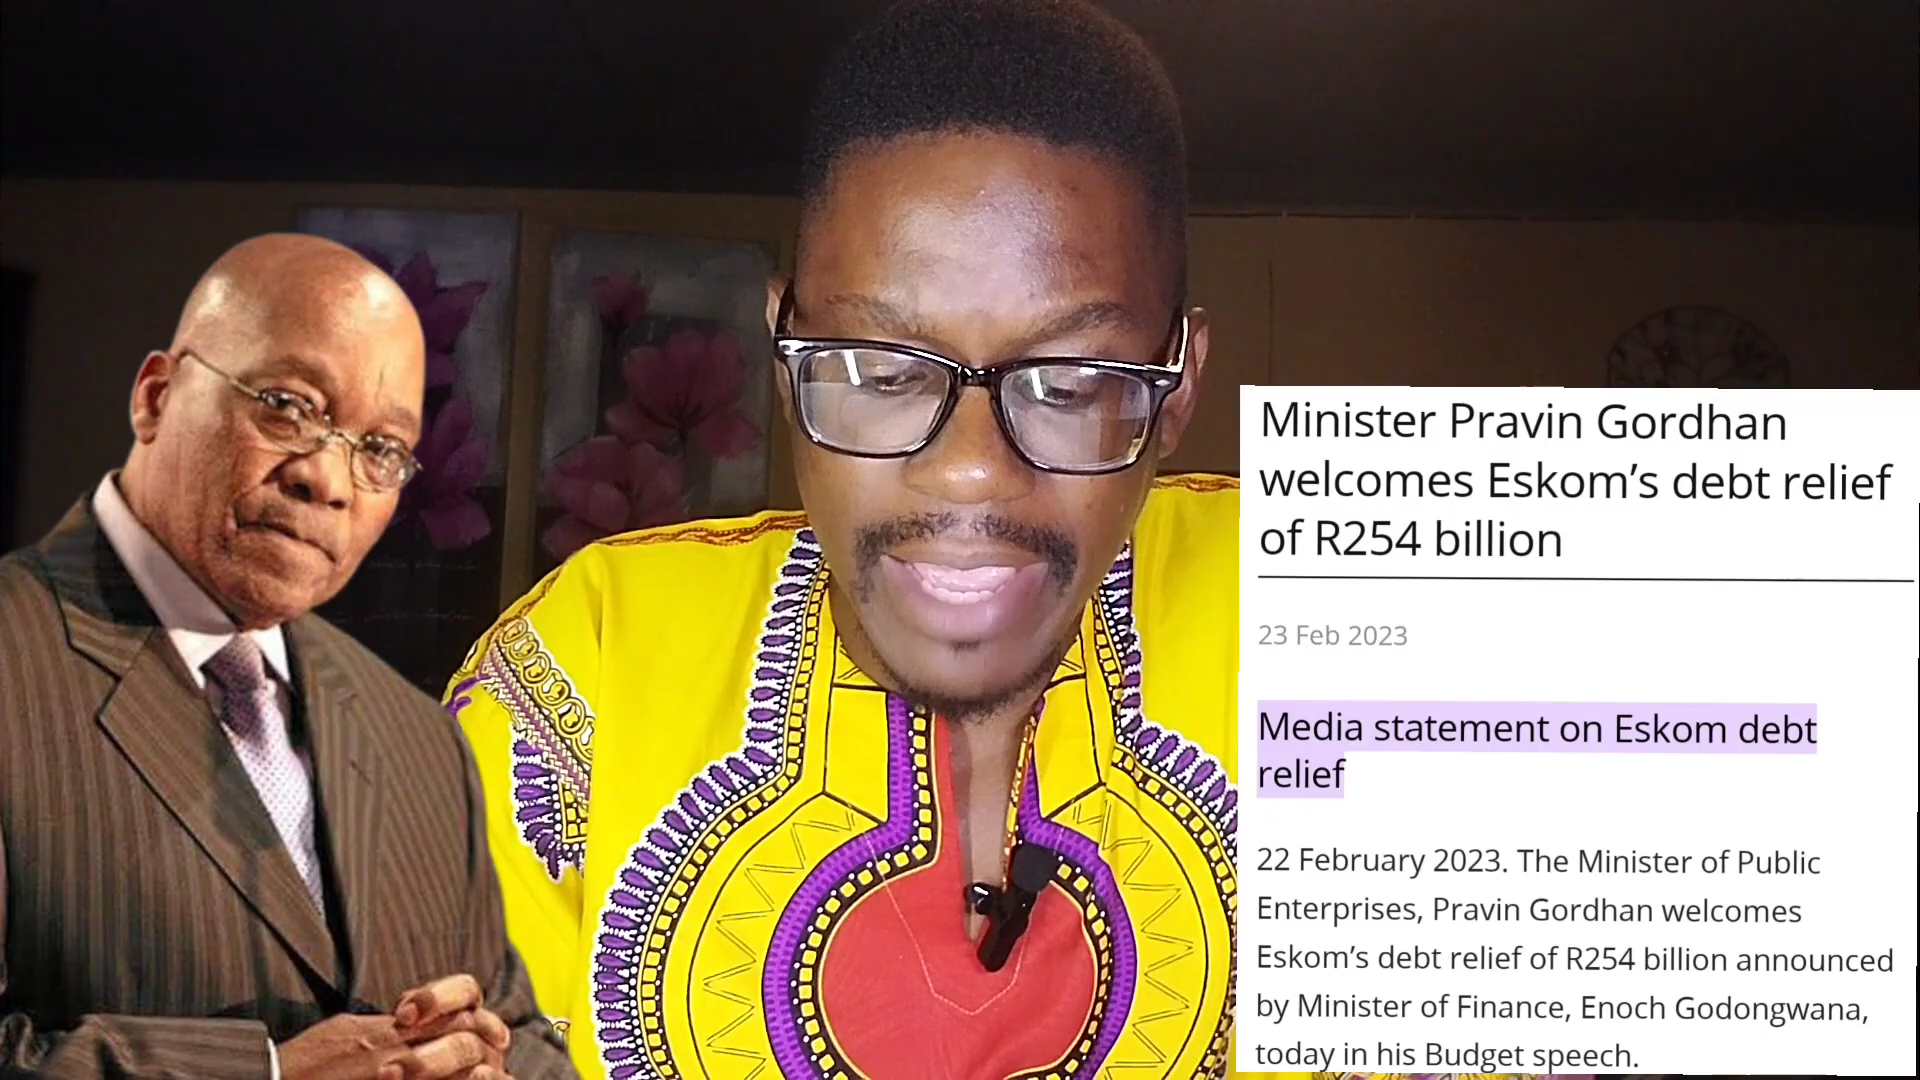 Minister Pravin Gordhan
welcomes Eskom’s debt relief
of R254 billion
23 Feb 2023
Media statement on Eskom debt
relief
22 February 2023. The Minister of Public
Enterprises, Pravin Gordhan welcomes
Eskom’s debt relief of R254 billion announced
by Minister of Finance, Enoch Godongwana,
today in his Budget speech.